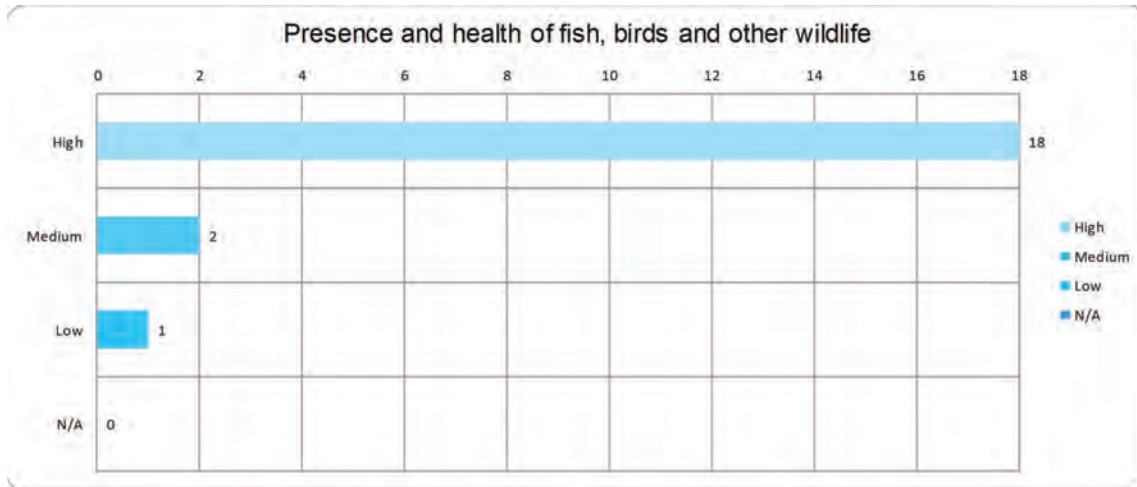 Presence and health of fish, birds and other wildlife
0 2 4 6 8 10 12 14 16 18
High 18
Medium 2
Low 1
N/A 0
High
Medium
Low
N/A